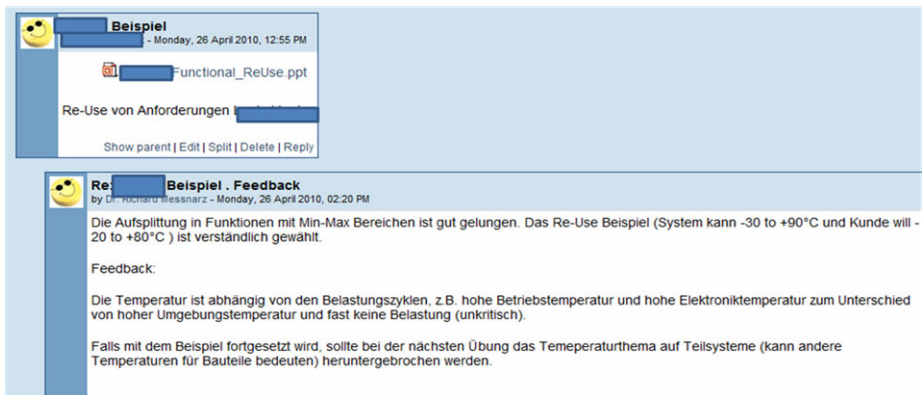 Beispiel
- Monday, 26 April 2010, 12:55 PM
Functional_ReUse.ppt
Re-Use von Anforderungen
Show parent | Edit | Split | Delete | Reply
Re: Beispiel . Feedback
by Dr. Richard Messnarz - Monday, 26 April 2010, 02:20 PM
Die Aufsplittung in Funktionen mit Min-Max Bereichen ist gut gelungen. Das Re-Use Beispiel (System kann -30 to +90°C und Kunde will -
20 to +80°C ) ist verständlich gewählt.
Feedback:
Die Temperatur ist abhängig von den Belastungszyklen, z.B. hohe Betriebstemperatur und hohe Elektroniktemperatur zum Unterschied
von hoher Umgebungstemperatur und fast keine Belastung (unkritisch).
Falls mit dem Beispiel fortgesetzt wird, sollte bei der nächsten Übung das Temeperaturthema auf Teilsysteme (kann andere
Temperaturen für Bauteile bedeuten) heruntergebrochen werden.